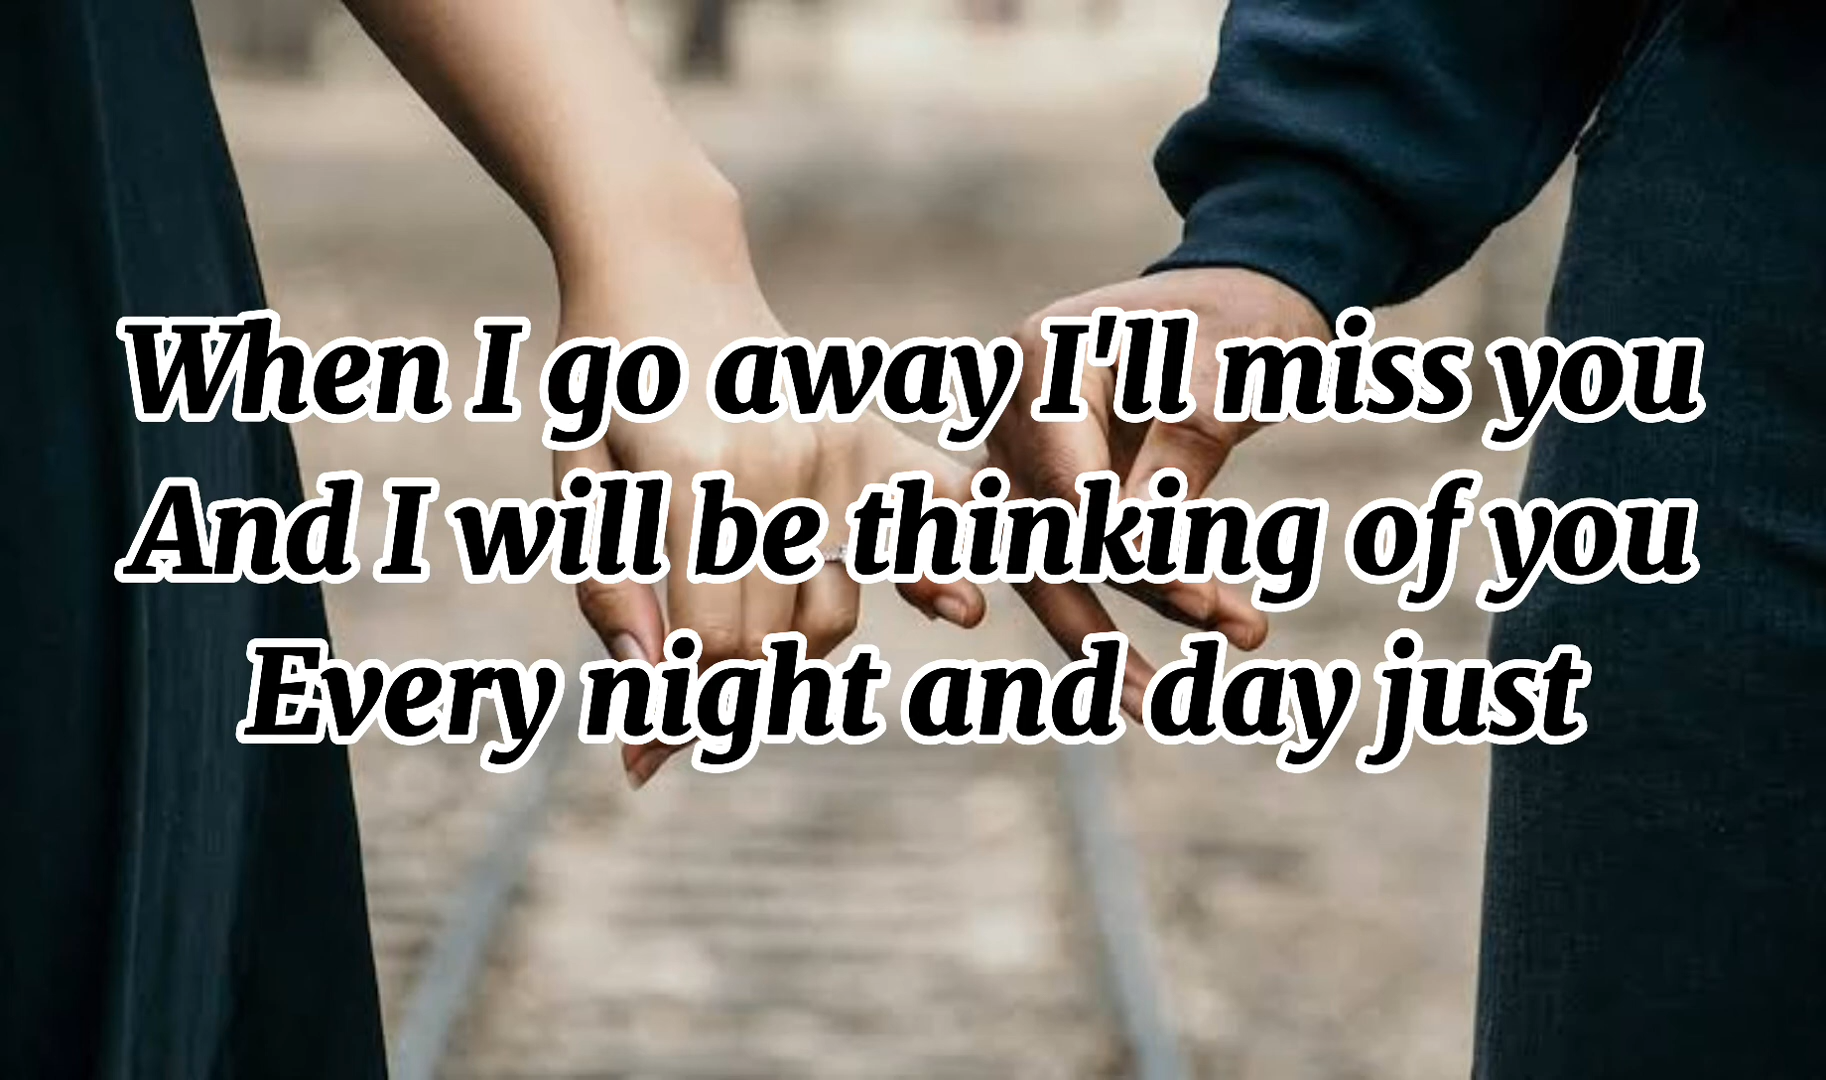 When I go away I'll miss you
And I will be thinking of you
Every night and day just